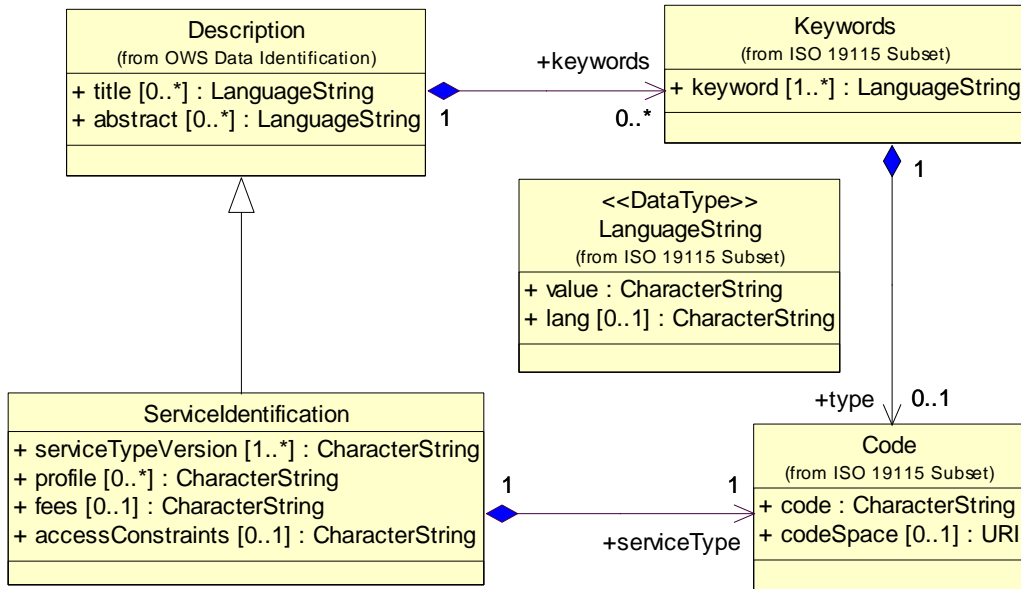 Description
(from OWS Data Identification)
+ title [0..*] : LanguageString
+ abstract [0..*] : LanguageString
1
+keywords
0..*
Keywords
(from ISO 19115 Subset)
+ keyword [1..*] : LanguageString
1
<<DataType>>
LanguageString
(from ISO 19115 Subset)
+ value : CharacterString
+ lang [0..1] : CharacterString
+type
0..1
ServiceIdentification
+ serviceTypeVersion [1..*] : CharacterString
+ profile [0..*] : CharacterString
+ fees [0..1] : CharacterString
+ accessConstraints [0..1] : CharacterString
1
1
+serviceType
Code
(from ISO 19115 Subset)
+ code : CharacterString
+ codeSpace [0..1] : URI